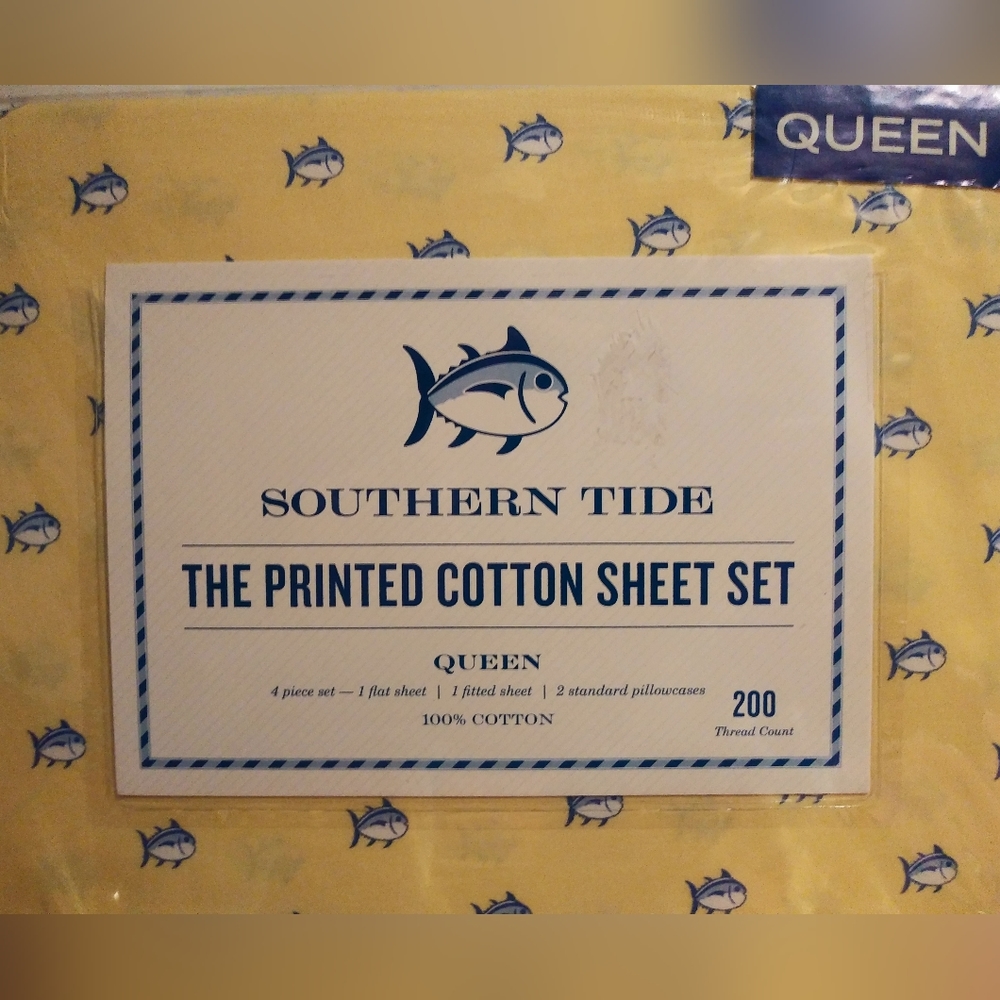 QUEEN
SOUTHERN TIDE
THE PRINTED COTTON SHEET SET
QUEEN
4 piece set — 1 flat sheet | 1 fitted sheet | 2 standard pillowcases
100% COTTON
200
Thread Count